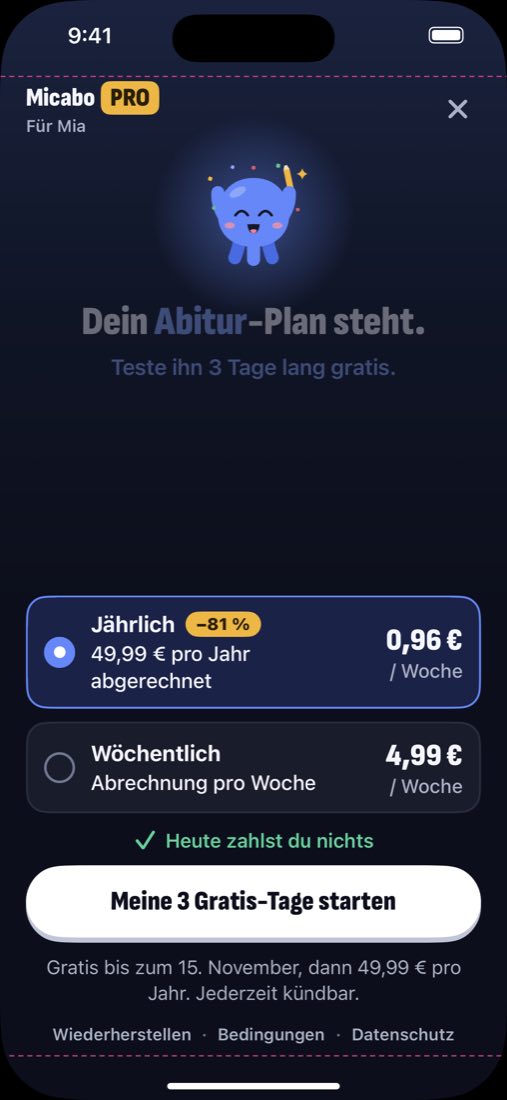 9:41
Micabo PRO
Für Mia
Dein Abitur-Plan steht.
Teste ihn 3 Tage lang gratis.
Jährlich −81 %
49,99 € pro Jahr
abgerechnet
0,96 €
/ Woche
Wöchentlich
Abrechnung pro Woche
4,99 €
/ Woche
Heute zahlst du nichts
Meine 3 Gratis-Tage starten
Gratis bis zum 15. November, dann 49,99 € pro
Jahr. Jederzeit kündbar.
Wiederherstellen · Bedingungen · Datenschutz